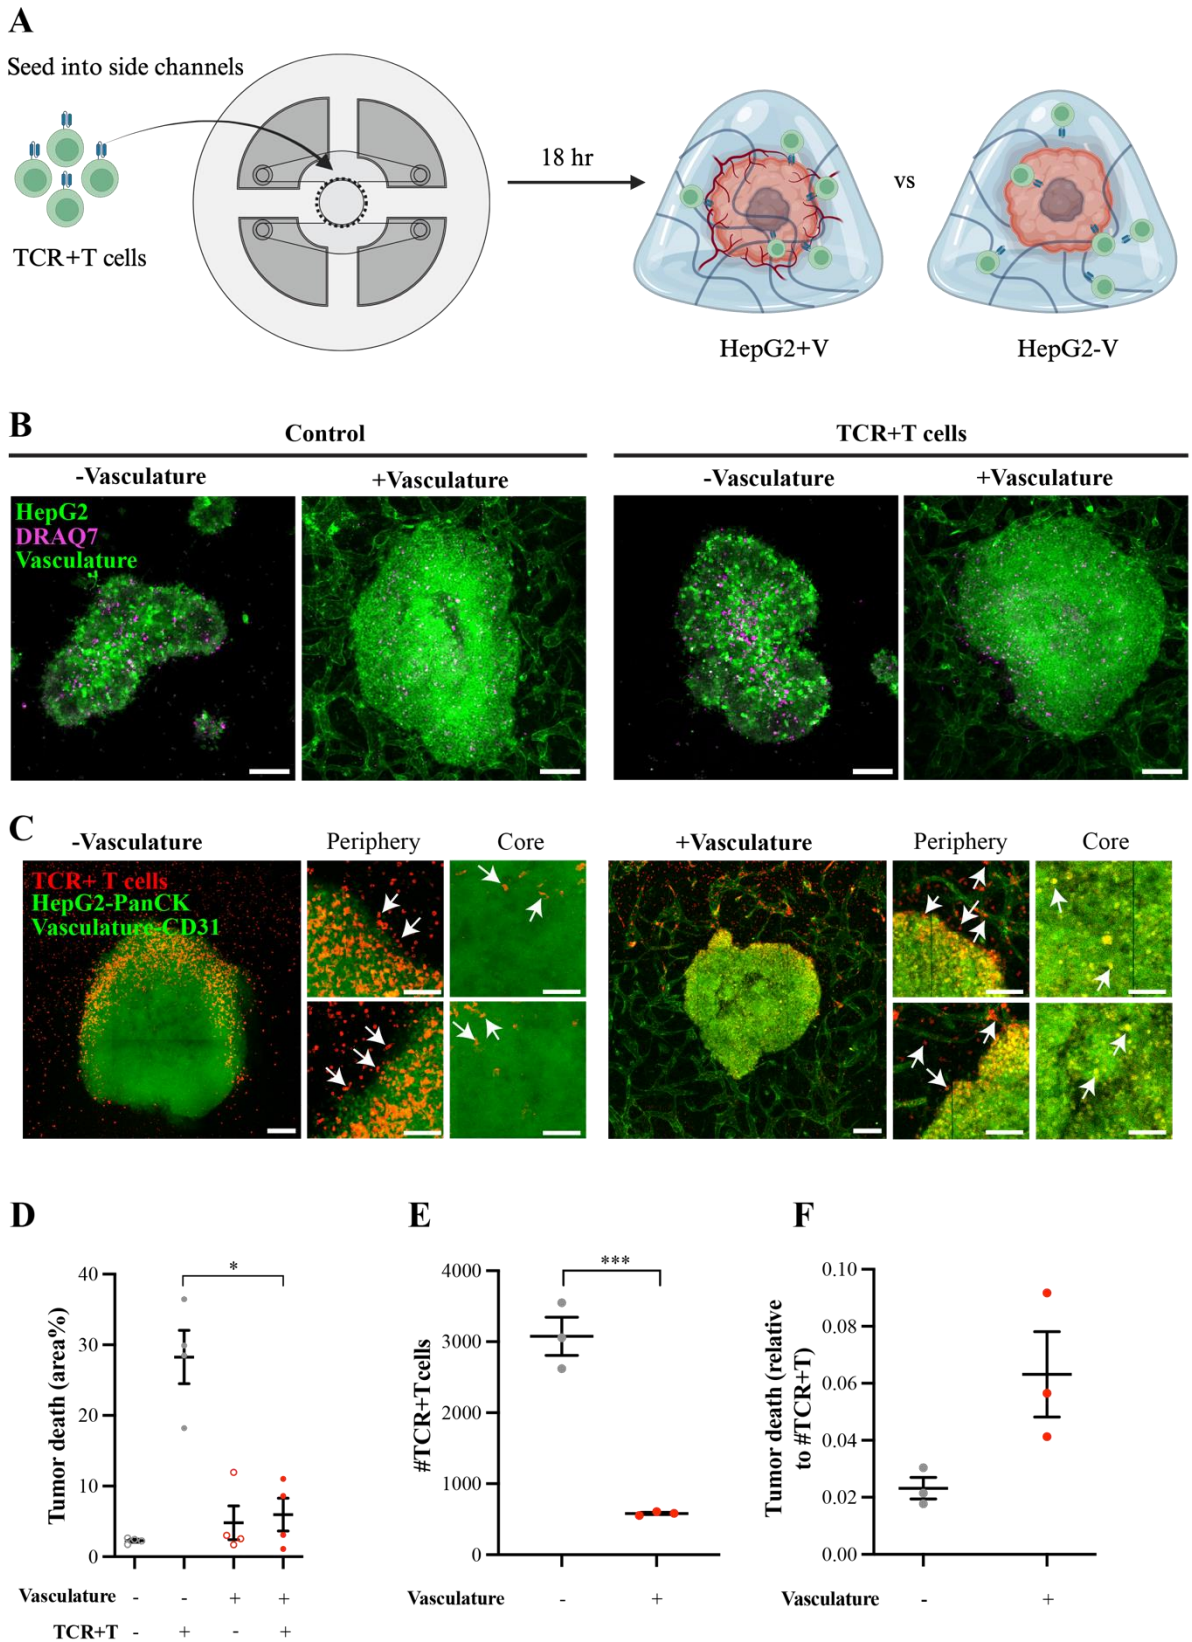 A
Seed into side channels
TCR+T cells
18 hr
vs
HepG2+V
HepG2-V
B
Control
TCR+T cells
-Vasculature
+Vasculature
-Vasculature
+Vasculature
HepG2
DRAQ7
Vasculature
C
-Vasculature
Periphery
Core
+Vasculature
Periphery
Core
TCR+ T cells
HepG2-PanCK
Vasculature-CD31
D
Tumor death (area%)
40
30
20
10
0
*
Vasculature - - + +
TCR+T - + - +
E
#TCR+Tcells
4000
3000
2000
1000
0
***
Vasculature - +
F
Tumor death (relative
to #TCR+T)
0.10
0.08
0.06
0.04
0.02
0.00
Vasculature - +